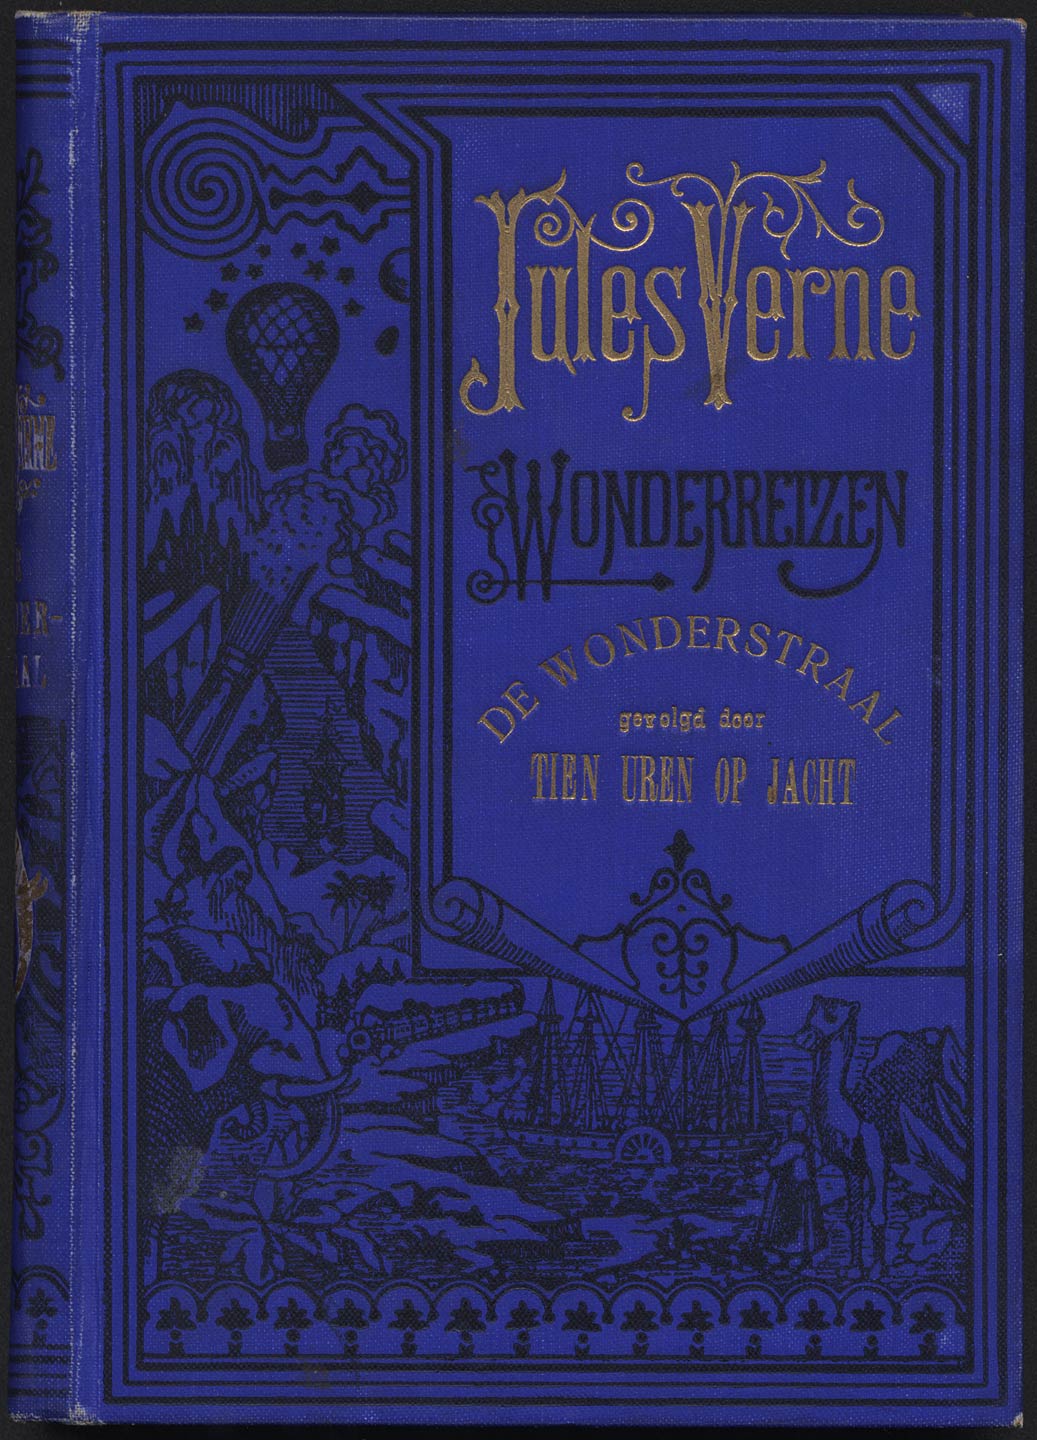 Jules Verne
WONDERREIZEN
DE WONDERSTRAAL
gevolgd door
TIEN UREN OP JACHT